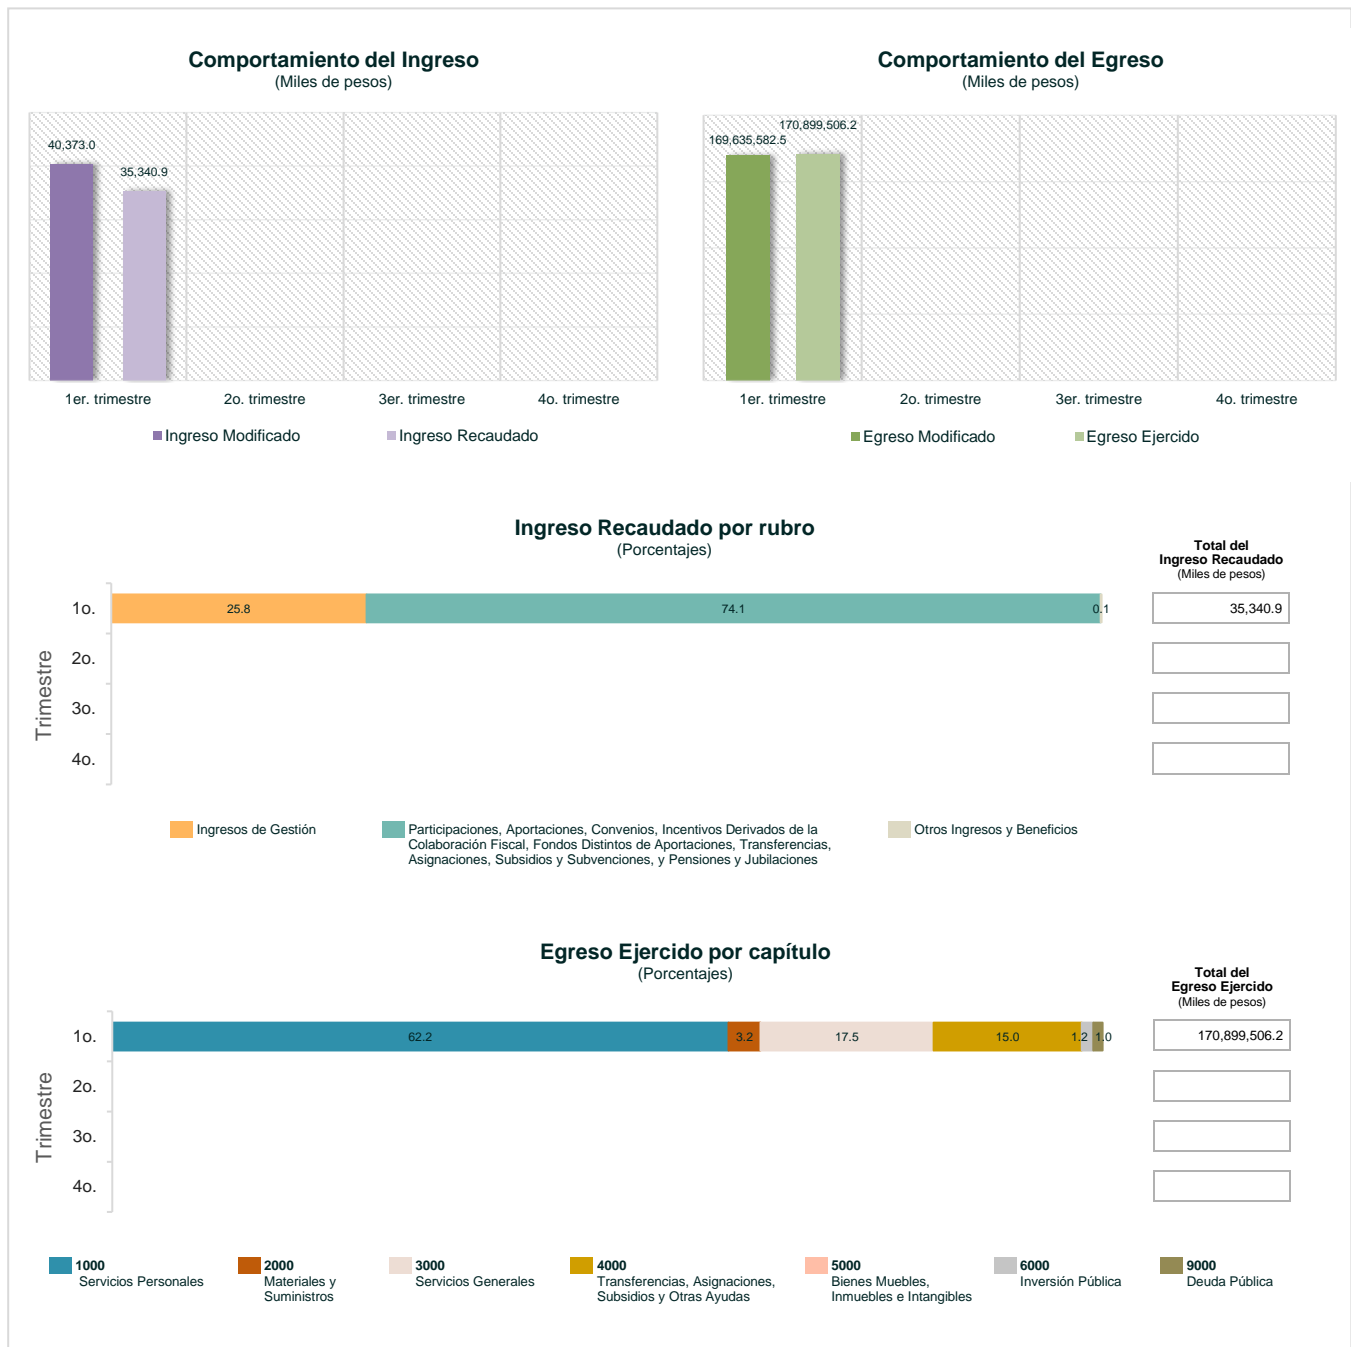 Comportamiento del Ingreso
(Miles de pesos)
40,373.0
35,340.9
1er. trimestre
2o. trimestre
3er. trimestre
4o. trimestre
Ingreso Modificado
Ingreso Recaudado
Comportamiento del Egreso
(Miles de pesos)
169,635,582.5
170,899,506.2
1er. trimestre
2o. trimestre
3er. trimestre
4o. trimestre
Egreso Modificado
Egreso Ejercido
Ingreso Recaudado por rubro
(Porcentajes)
Total del
Ingreso Recaudado
(Miles de pesos)
Trimestre
1o.
25.8
74.1
0.1
35,340.9
2o.
3o.
4o.
Ingresos de Gestión
Participaciones, Aportaciones, Convenios, Incentivos Derivados de la
Colaboración Fiscal, Fondos Distintos de Aportaciones, Transferencias,
Asignaciones, Subsidios y Subvenciones, y Pensiones y Jubilaciones
Otros Ingresos y Beneficios
Egreso Ejercido por capítulo
(Porcentajes)
Total del
Egreso Ejercido
(Miles de pesos)
Trimestre
1o.
62.2
3.2
17.5
15.0
1.2
1.0
170,899,506.2
2o.
3o.
4o.
1000
Servicios Personales
2000
Materiales y
Suministros
3000
Servicios Generales
4000
Transferencias, Asignaciones,
Subsidios y Otras Ayudas
5000
Bienes Muebles,
Inmuebles e Intangibles
6000
Inversión Pública
9000
Deuda Pública